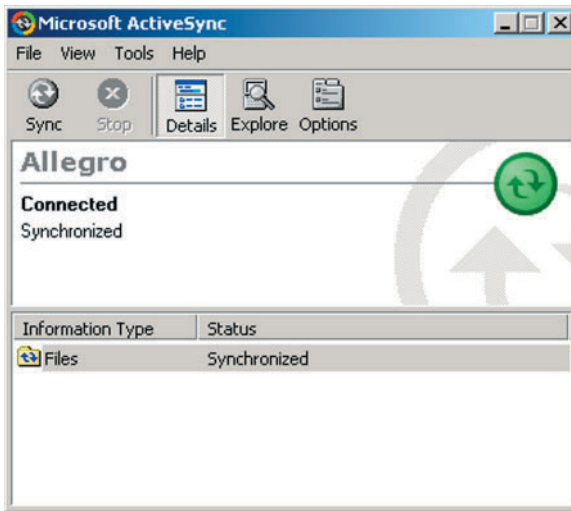 Microsoft ActiveSync
File View Tools Help
Sync Stop Details Explore Options
Allegro
Connected
Synchronized
Information Type Status
Files Synchronized